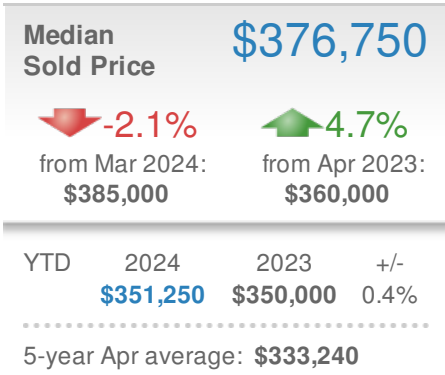 Median $376,750
Sold Price
-2.1% 4.7%
from Mar 2024: from Apr 2023:
$385,000 $360,000
YTD 2024 2023 +/-
$351,250 $350,000 0.4%
5-year Apr average: $333,240